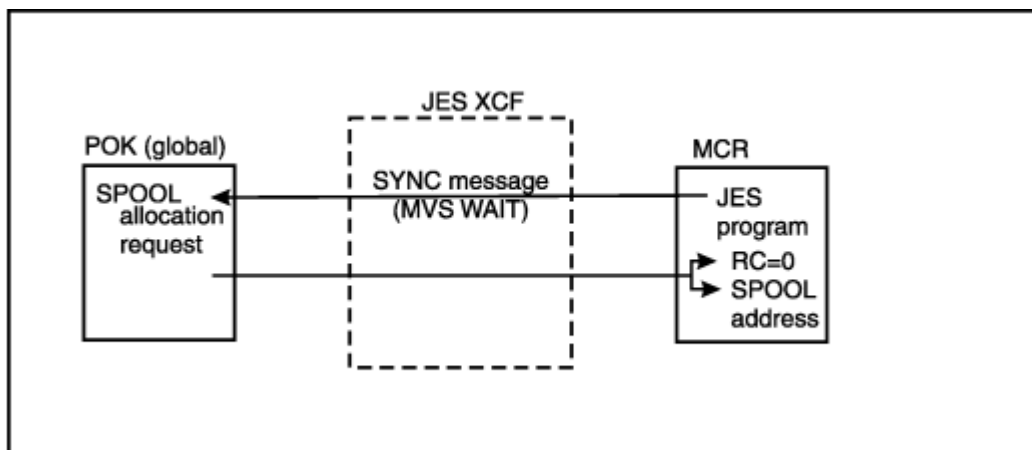 JES XCF
POK (global)
SPOOL
allocation
request
SYNC message
(MVS WAIT)
MCR
JES
program
RC=0
SPOOL
address